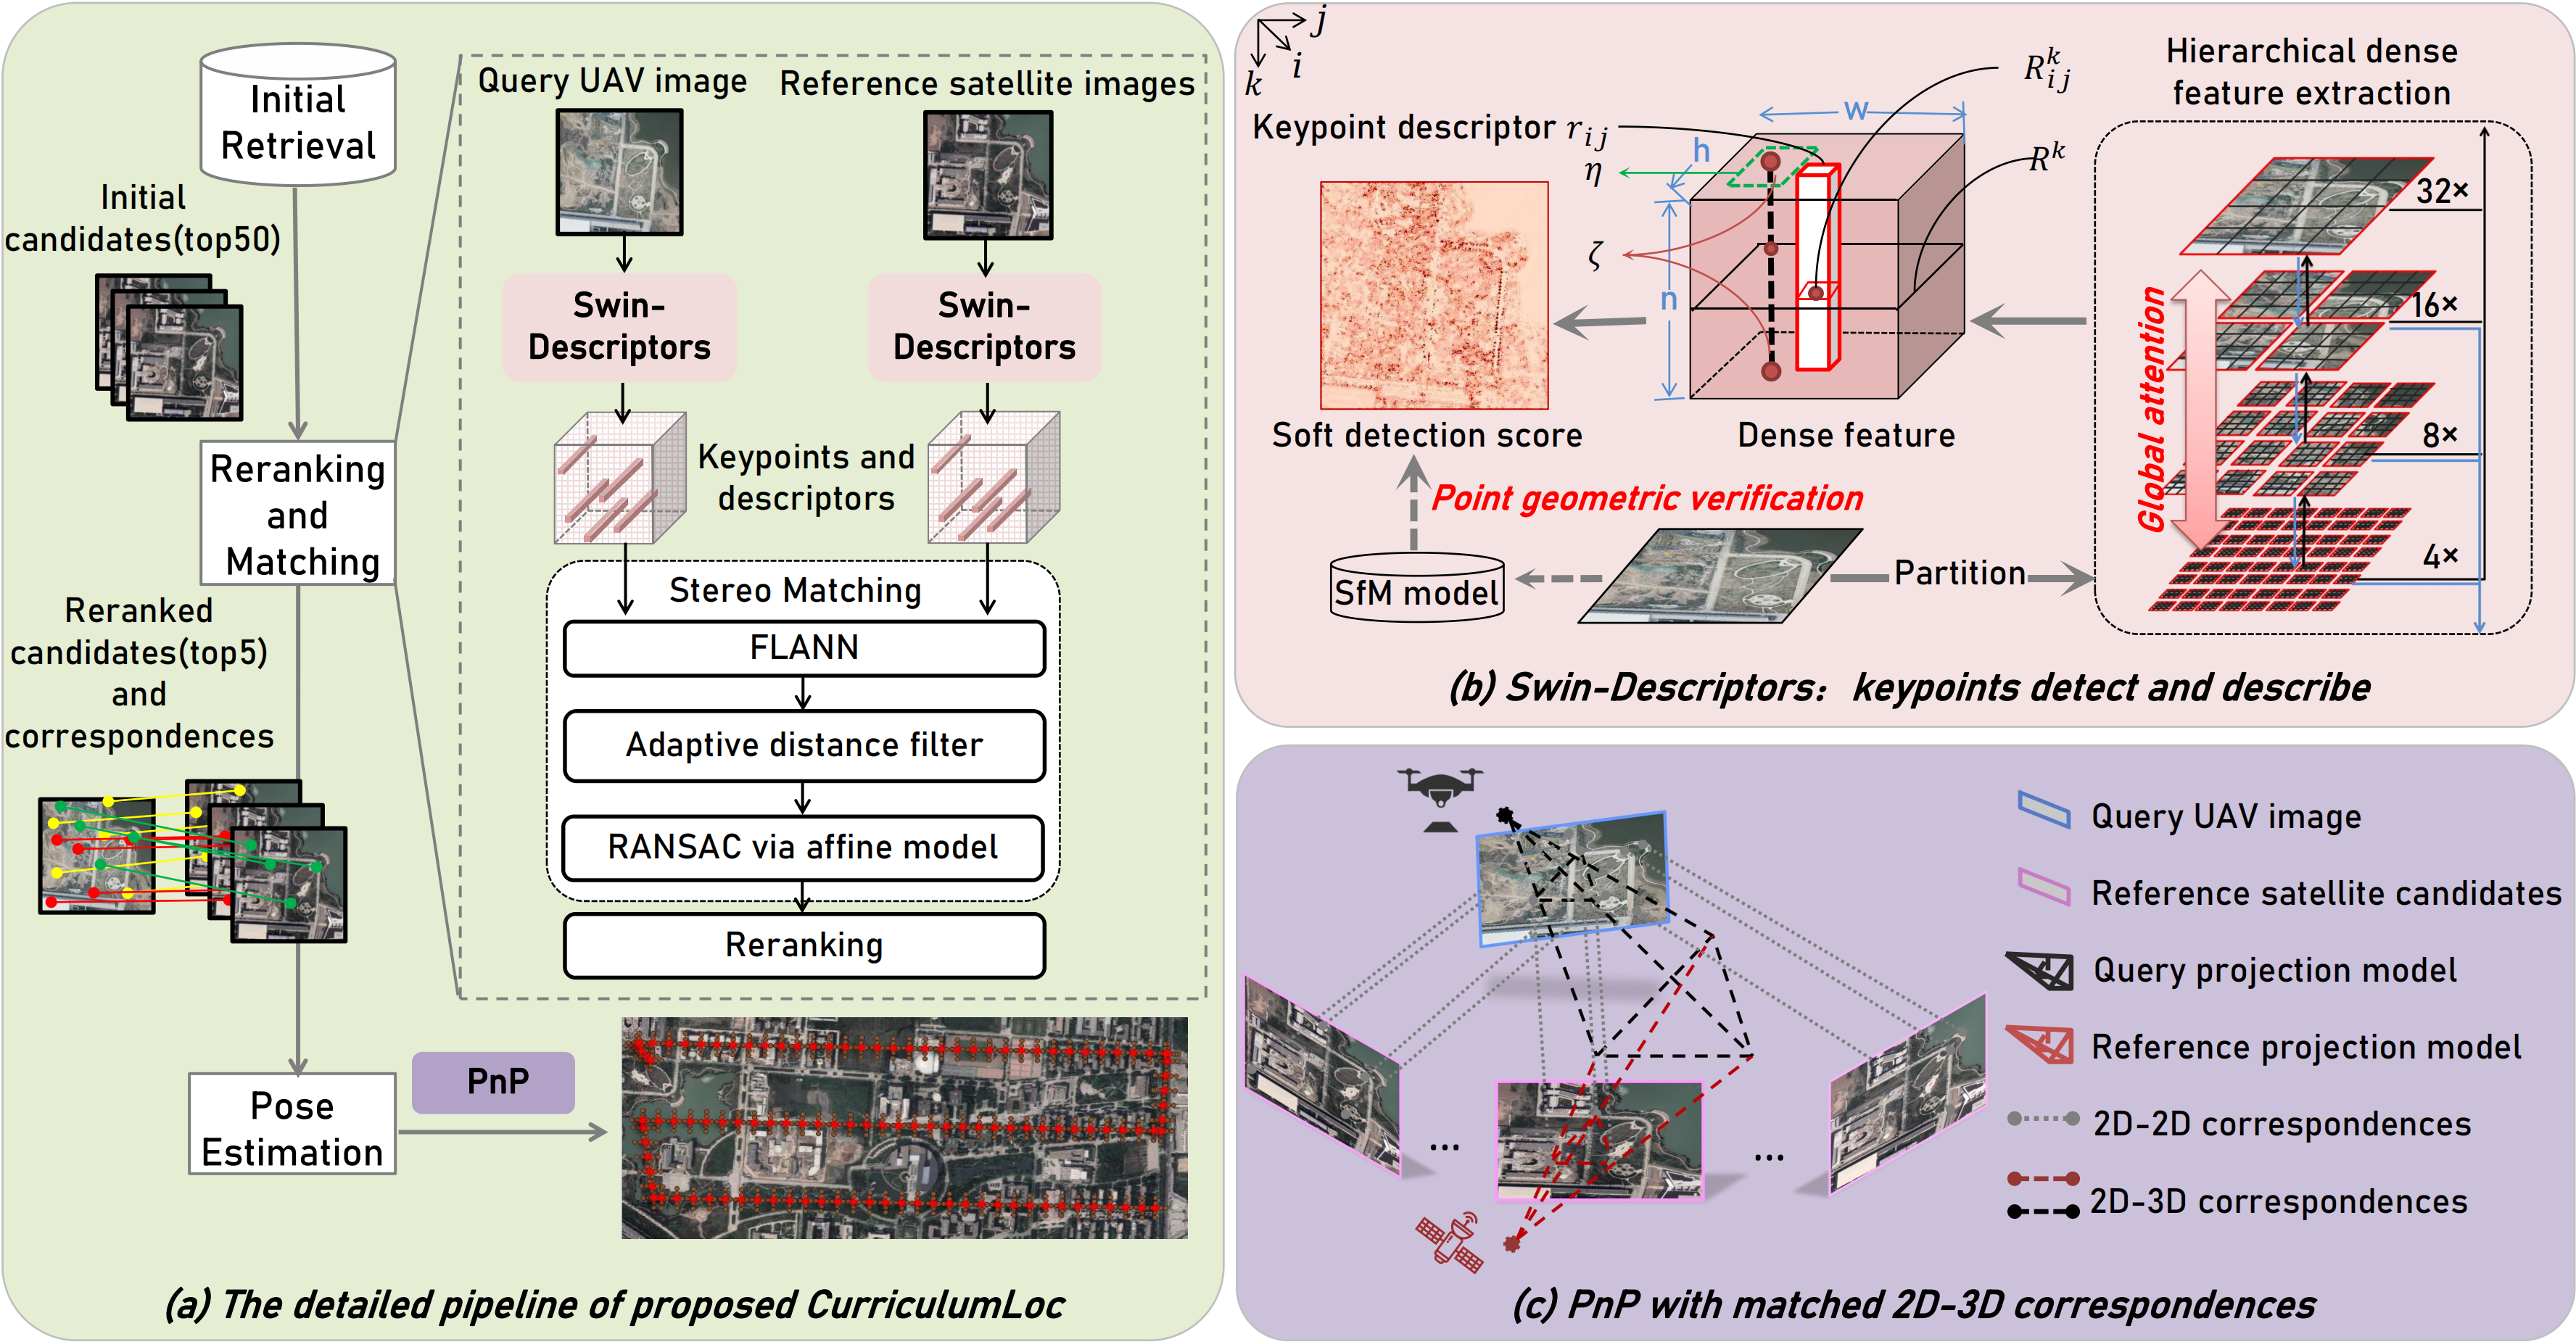 Initial
Retrieval
Initial
candidates(top50)
Reranking
and
Matching
Reranked
candidates(top5)
and
correspondences
Pose
Estimation
PnP
Query UAV image
Reference satellite images
Swin-
Descriptors
Swin-
Descriptors
Keypoints and
descriptors
Stereo Matching
FLANN
Adaptive distance filter
RANSAC via affine model
Reranking
(a) The detailed pipeline of proposed CurriculumLoc
j
i
k
Keypoint descriptor r_{ij}
η
ζ
w
h
n
R_{ij}^{k}
R^{k}
Soft detection score
Dense feature
Hierarchical dense
feature extraction
32×
16×
8×
4×
Global attention
Point geometric verification
SfM model
Partition
(b) Swin-Descriptors: keypoints detect and describe
...
...
Query UAV image
Reference satellite candidates
Query projection model
Reference projection model
2D-2D correspondences
2D-3D correspondences
(c) PnP with matched 2D-3D correspondences